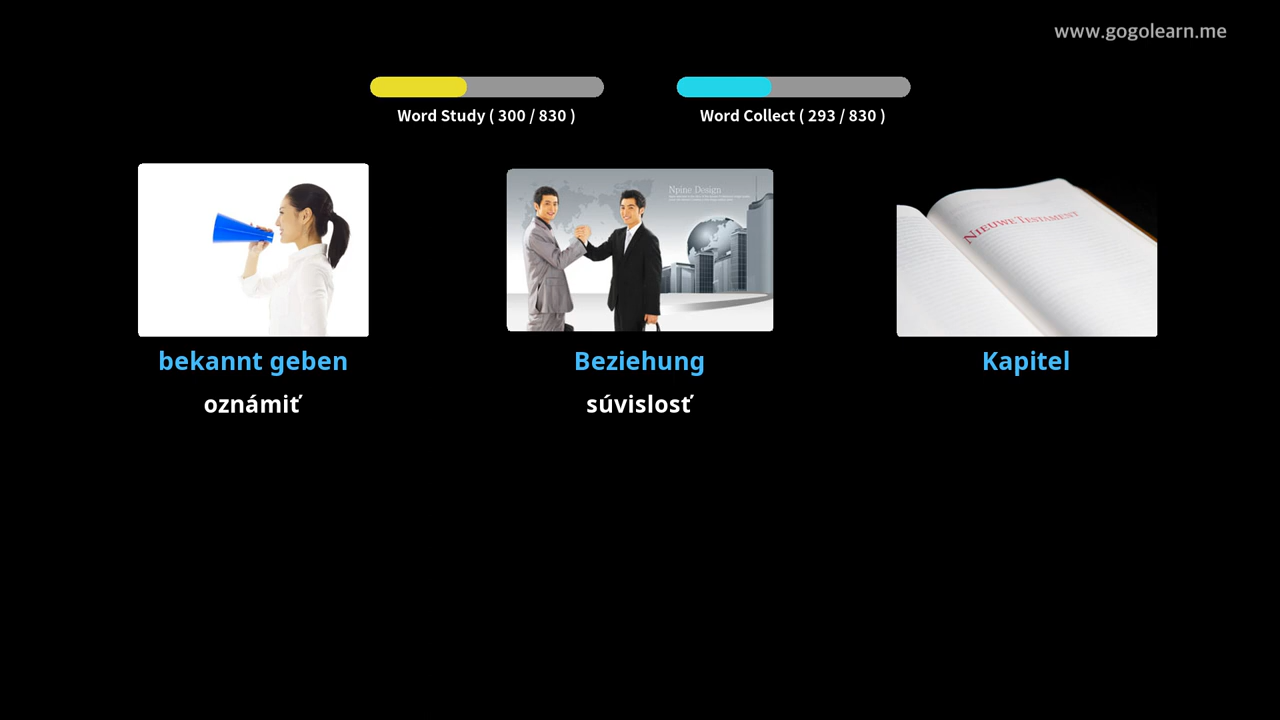 www.gogolearn.me
Word Study ( 300 / 830 )
Word Collect ( 293 / 830 )
Npine Design
NIEUWE TESTAMENT
bekannt geben
Beziehung
Kapitel
oznámiť
súvislosť